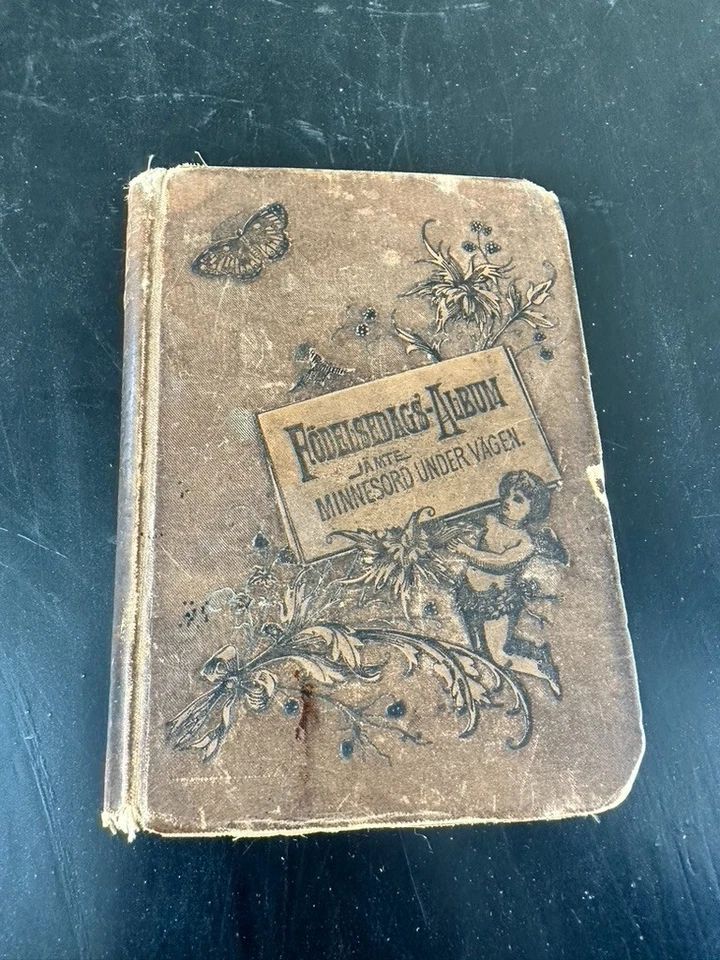 FÖDELSEDAGS-ALBUM
JÄMTE
MINNESORD UNDER VÄGEN.